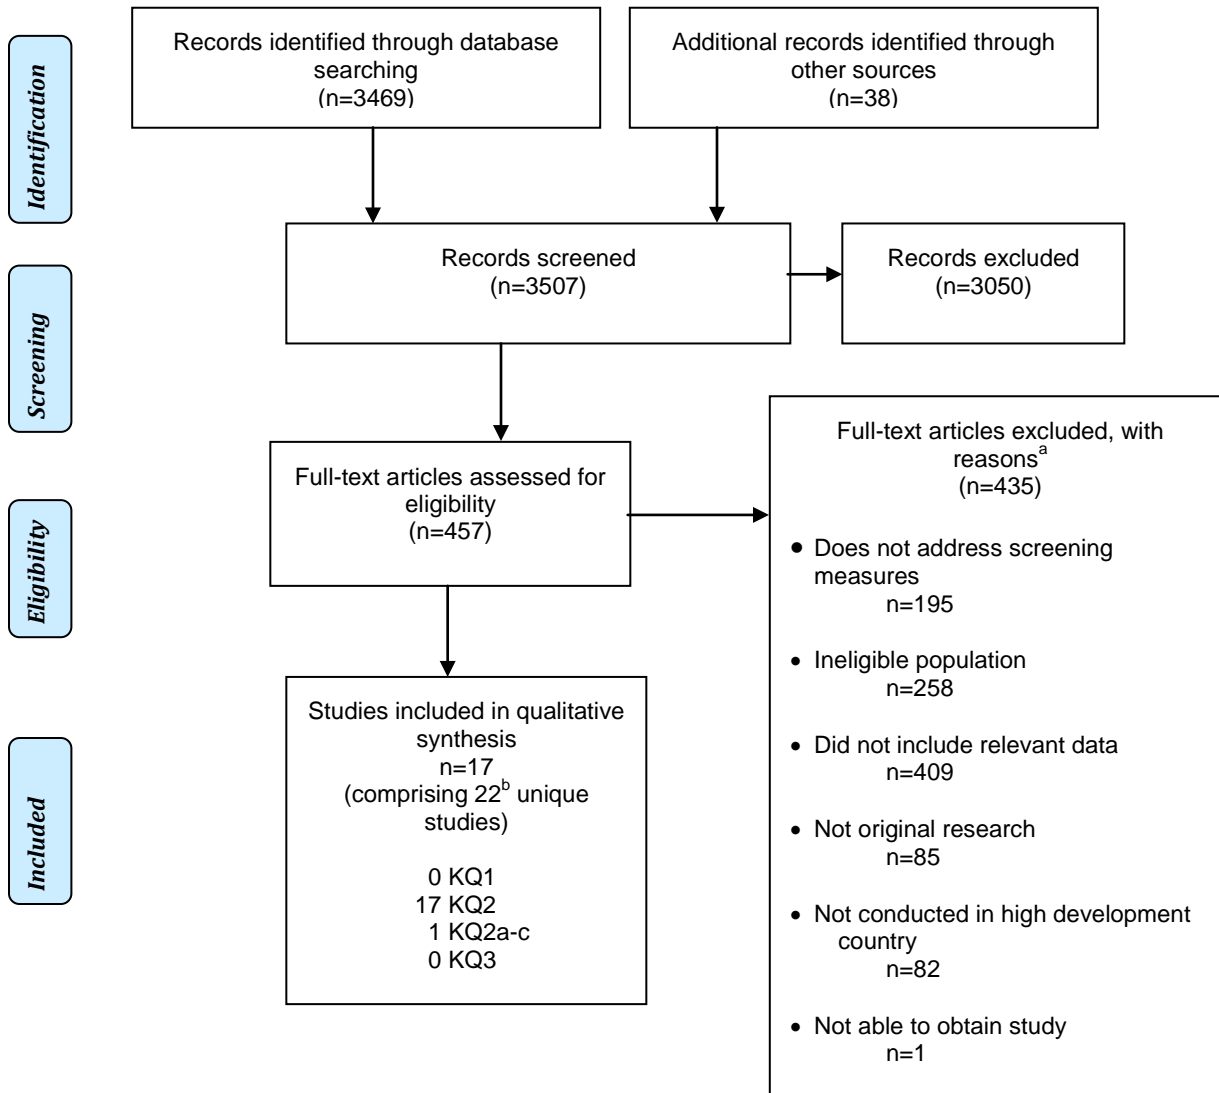 Identification
Records identified through database
searching
(n=3469)
Additional records identified through
other sources
(n=38)
Screening
Records screened
(n=3507)
Records excluded
(n=3050)
Eligibility
Full-text articles assessed for
eligibility
(n=457)
Full-text articles excluded, with
reasonsᵃ
(n=435)
• Does not address screening
measures
n=195
• Ineligible population
n=258
• Did not include relevant data
n=409
• Not original research
n=85
• Not conducted in high development
country
n=82
• Not able to obtain study
n=1
Included
Studies included in qualitative
synthesis
n=17
(comprising 22ᵇ unique
studies)
0 KQ1
17 KQ2
1 KQ2a-c
0 KQ3